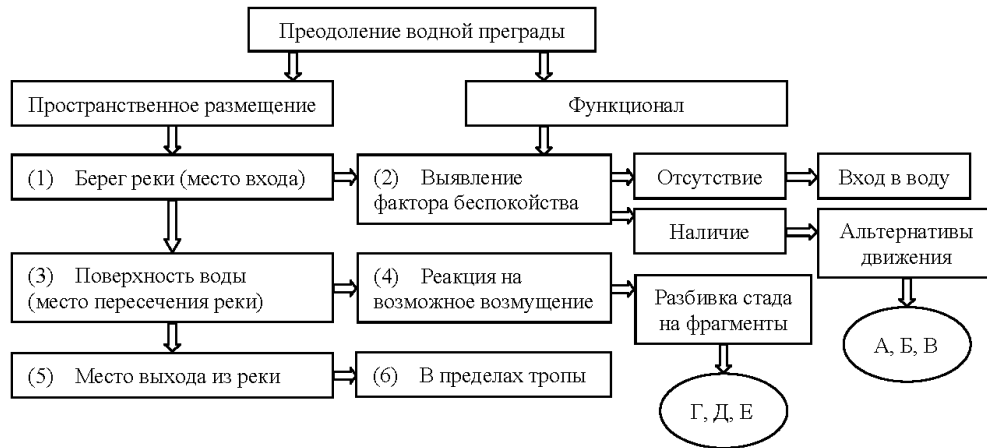 Преодоление водной преграды
Пространственное размещение
Функционал
(1) Берег реки (место входа)
(2) Выявление
фактора беспокойства
Отсутствие
Вход в воду
Наличие
Альтернативы
движения
(3) Поверхность воды
(место пересечения реки)
(4) Реакция на
возможное возмущение
Разбивка стада
на фрагменты
А, Б, В
(5) Место выхода из реки
(6) В пределах тропы
Г, Д, Е